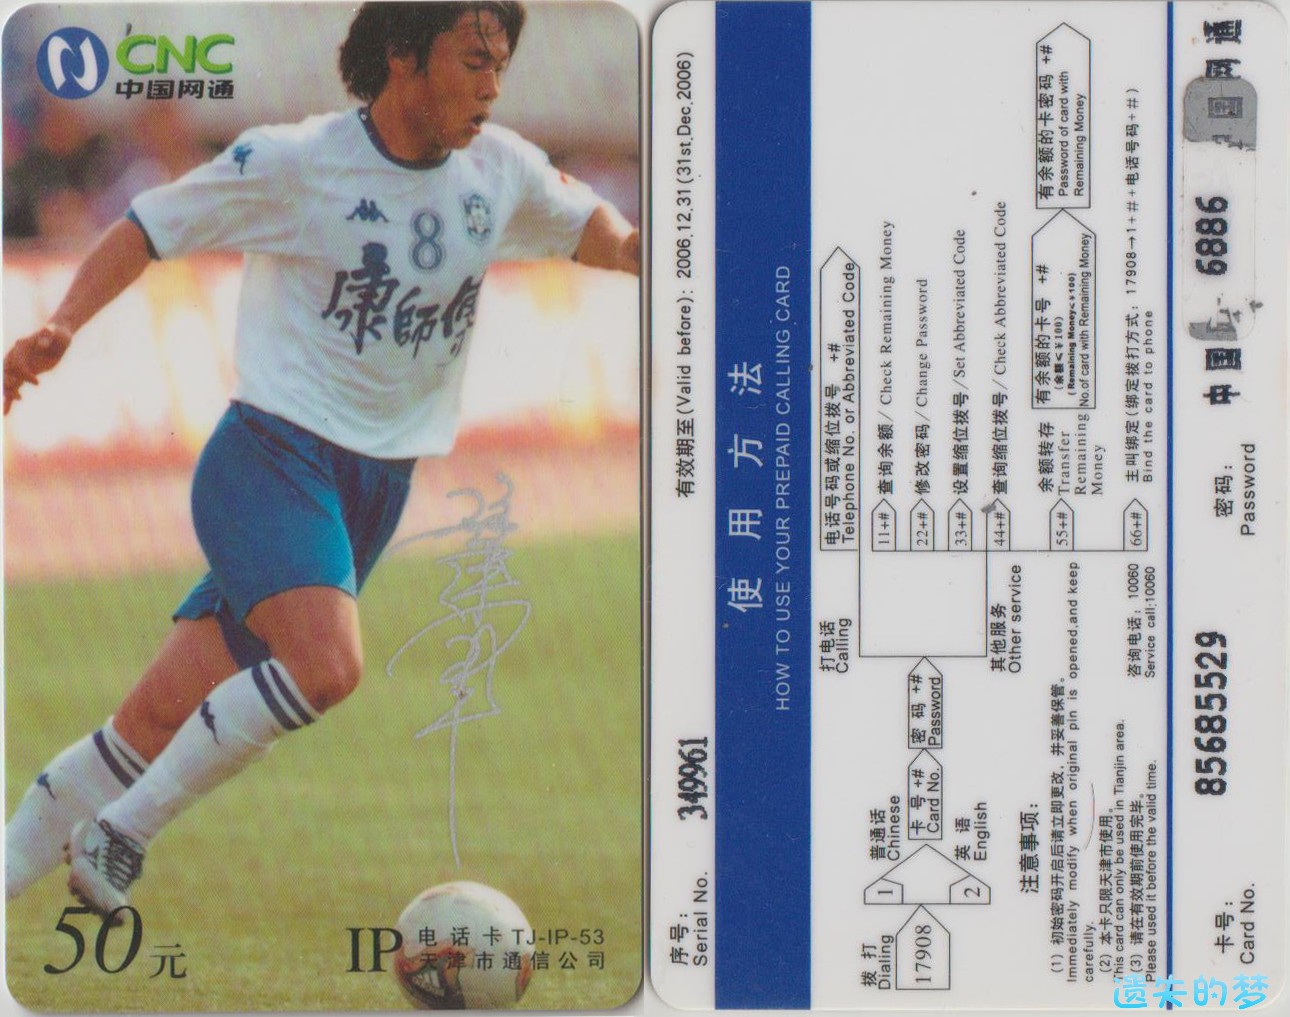 CNC
中国网通
8
康師傅
50元
IP
电话卡 TJ-IP-53
天津市通信公司
序号:
Serial No.
349961
有效期至(Valid before): 2006.12.31(31st,Dec,2006)
使用方法
HOW TO USE YOUR PREPAID CALLING CARD
拨 打
Dialing
17908
1
普通话
Chinese
2
英 语
English
卡 号 +#
Card No.
密 码 +#
Password
打电话
Calling
电话号码或缩位拨号 +#
Telephone No. or Abbreviated Code
其他服务
Other service
11+#
查询余额/ Check Remaining Money
22+#
修改密码/ Change Password
33+#
设置缩位拨号/Set Abbreviated Code
44+#
查询缩位拨号/ Check Abbreviated Code
55+#
余额转存
Transfer
Remaining
Money
有余额的卡号 +#
(余额≤￥100)
(Remaining Money≤￥100)
No.of card with Remaining Money
有余额的卡密码 +#
Password of card with
Remaining Money
66+#
主叫绑定(绑定拔打方式: 17908→1+#+电话号码+#)
Bind the card to phone
注意事项:
(1) 初始密码开启后请立即更改，并妥善保管。
Immediately modify when original pin is opened,and keep
carefully.
(2) 本卡只限天津市使用。
This card can only be used in Tianjin area.
(3) 请在有效期前使用完毕。
Please used it before the valid time.
咨询电话: 10060
Service call:10060
卡号:
Card No.
85685529
密码:
Password
中国
6886
国网通
遗失的梦